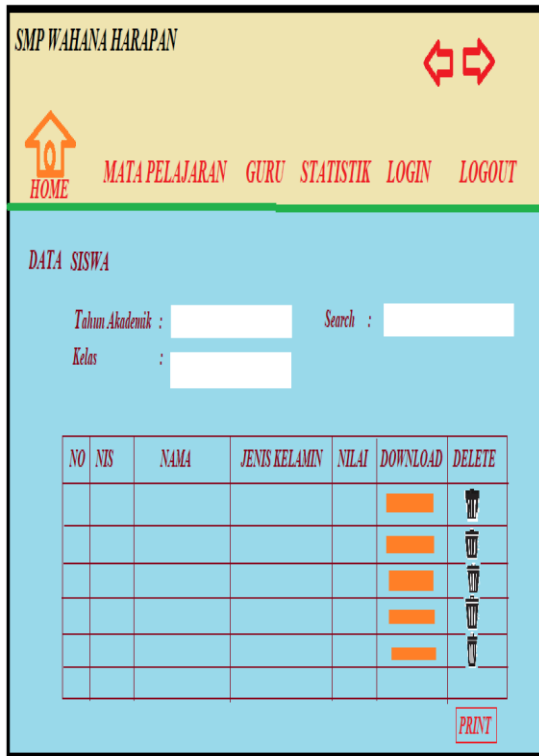 SMP WAHANA HARAPAN
HOME MATA PELAJARAN GURU STATISTIK LOGIN LOGOUT
DATA SISWA
Tahun Akademik : Search :
Kelas :
NO NIS NAMA JENIS KELAMIN NILAI DOWNLOAD DELETE
PRINT